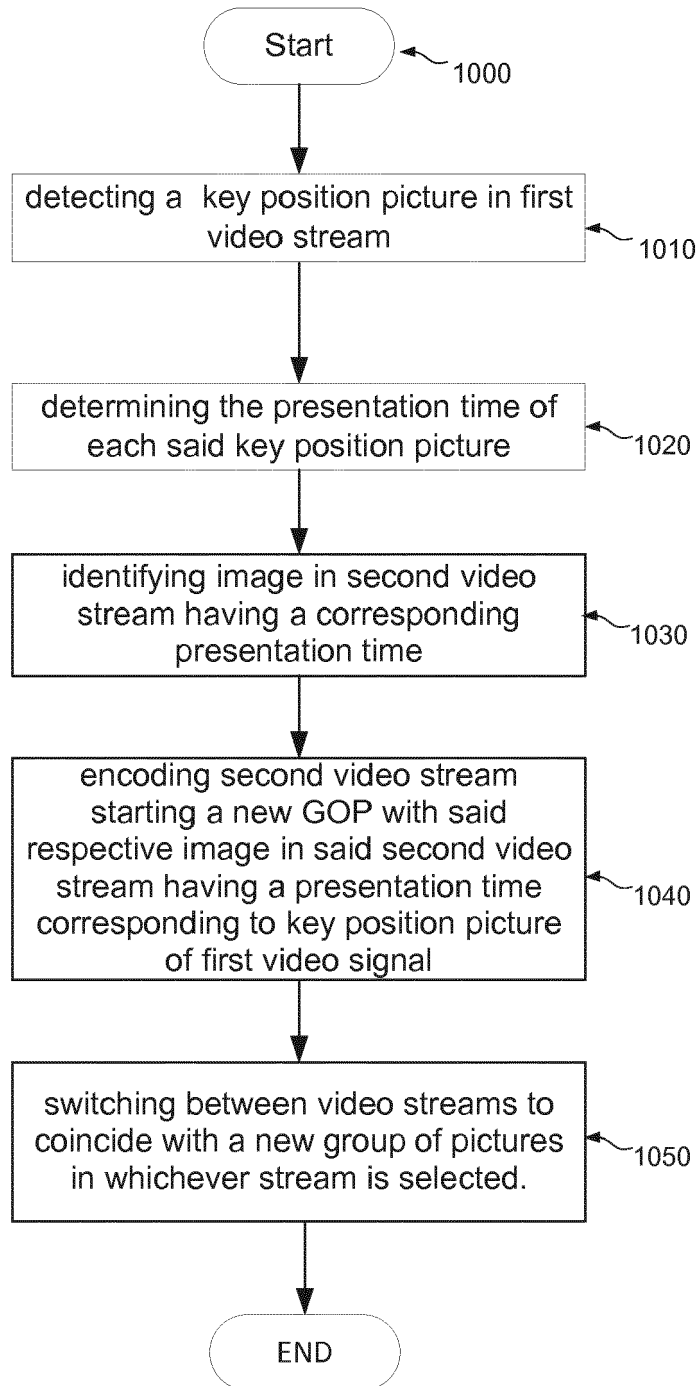 Start
1000
detecting a key position picture in first
video stream
1010
determining the presentation time of
each said key position picture
1020
identifying image in second video
stream having a corresponding
presentation time
1030
encoding second video stream
starting a new GOP with said
respective image in said second video
stream having a presentation time
corresponding to key position picture
of first video signal
1040
switching between video streams to
coincide with a new group of pictures
in whichever stream is selected.
1050
END